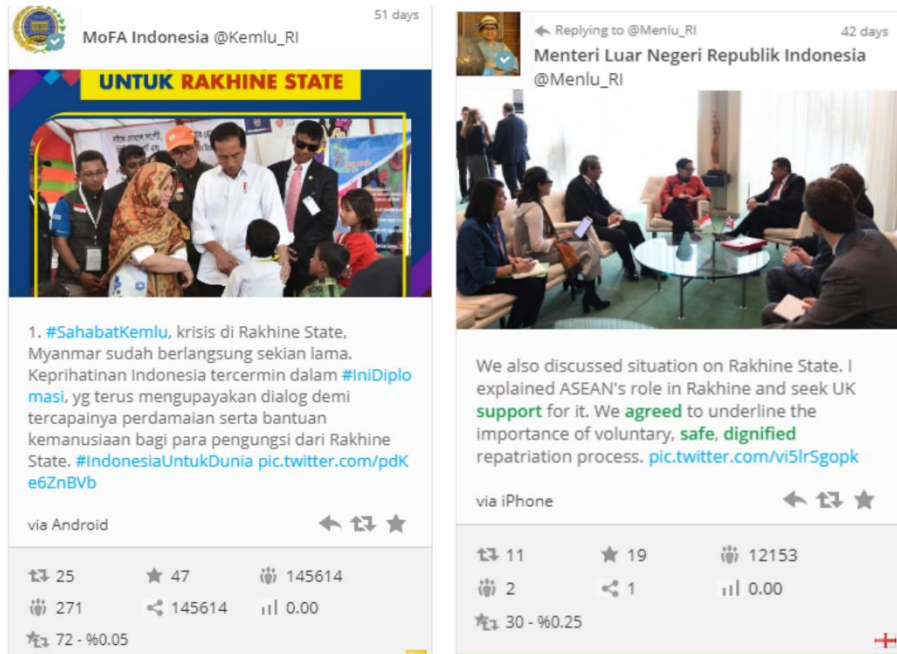 51 days
MoFA Indonesia @Kemlu_RI
UNTUK RAKHINE STATE
1. #SahabatKemlu, krisis di Rakhine State,
Myanmar sudah berlangsung sekian lama.
Keprihatinan Indonesia tercermin dalam #IniDiplo
masi, yg terus mengupayakan dialog demi
tercapainya perdamaian serta bantuan
kemanusiaan bagi para pengungsi dari Rakhine
State. #IndonesiaUntukDunia pic.twitter.com/pdK
e6ZnBVb
via Android
25 47 145614
271 145614 0.00
72 - %0.05
Replying to @Menlu_RI 42 days
Menteri Luar Negeri Republik Indonesia
@Menlu_RI
We also discussed situation on Rakhine State. I
explained ASEAN's role in Rakhine and seek UK
support for it. We agreed to underline the
importance of voluntary, safe, dignified
repatriation process. pic.twitter.com/vi5lrSgopk
via iPhone
11 19 12153
2 1 0.00
30 - %0.25